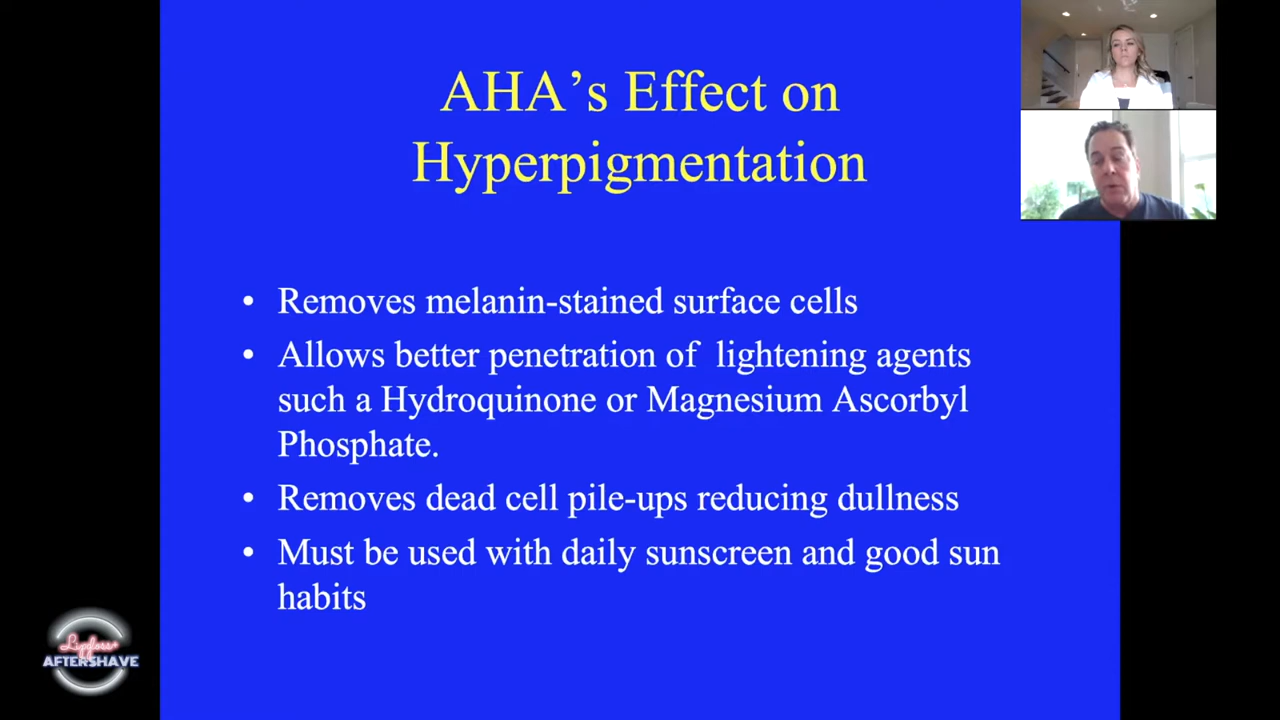 AHA’s Effect on
Hyperpigmentation
• Removes melanin-stained surface cells
• Allows better penetration of lightening agents
such a Hydroquinone or Magnesium Ascorbyl
Phosphate.
• Removes dead cell pile-ups reducing dullness
• Must be used with daily sunscreen and good sun
habits
Lipgloss+
AFTERSHAVE